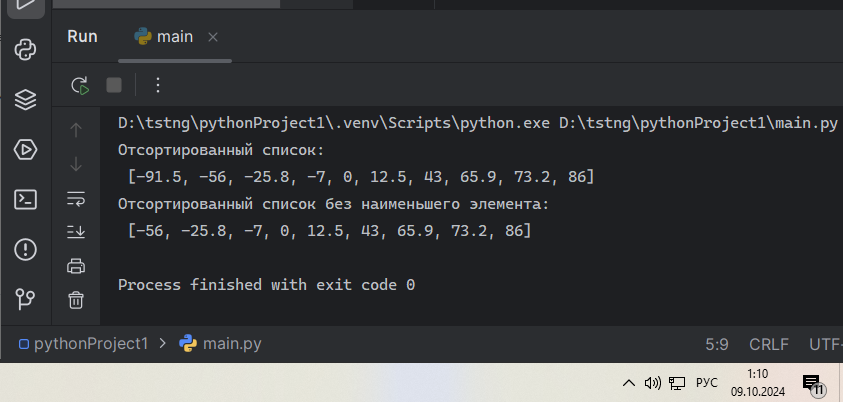 Run main
D:\tstng\pythonProject1\.venv\Scripts\python.exe D:\tstng\pythonProject1\main.py
Отсортированный список:
[-91.5, -56, -25.8, -7, 0, 12.5, 43, 65.9, 73.2, 86]
Отсортированный список без наименьшего элемента:
[-56, -25.8, -7, 0, 12.5, 43, 65.9, 73.2, 86]
Process finished with exit code 0
pythonProject1 > main.py 5:9 CRLF UTF-
РУС 1:10 11
09.10.2024